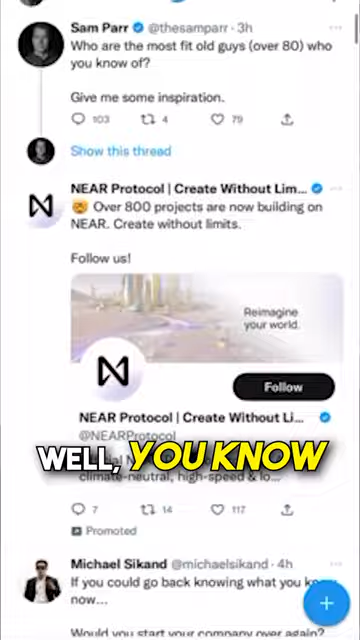 Sam Parr @thesamparr · 3h
Who are the most fit old guys (over 80) who
you know of?
Give me some inspiration.
103 4 79
Show this thread
NEAR Protocol | Create Without Lim...
🤯 Over 800 projects are now building on
NEAR. Create without limits.
Follow us!
Reimagine
your world.
Follow
NEAR Protocol | Create Without Li...
@NEARProtocol
WELL, YOU KNOW
climate-neutral, high-speed & lo...
7 14 117
Promoted
Michael Sikand @michaelsikand · 4h
If you could go back knowing what you know
now...
Would you start your company over again?